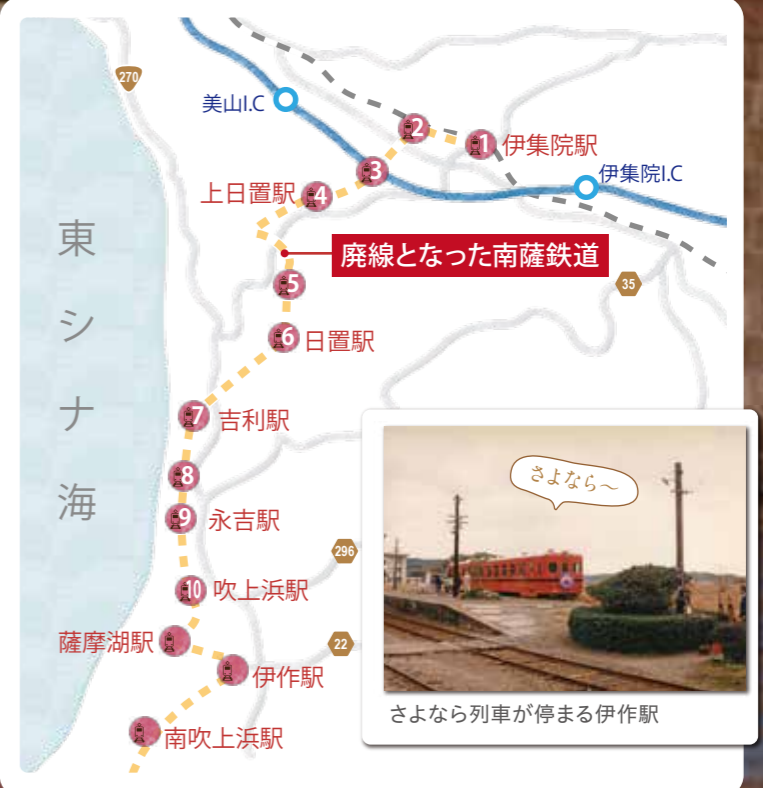 270
美山I.C
2
1
伊集院駅
3
伊集院I.C
上日置駅
4
東シナ海
廃線となった南薩鉄道
5
35
6
日置駅
7
吉利駅
8
9
永吉駅
296
10
吹上浜駅
薩摩湖駅
22
伊作駅
南吹上浜駅
さよなら〜
さよなら列車が停まる伊作駅